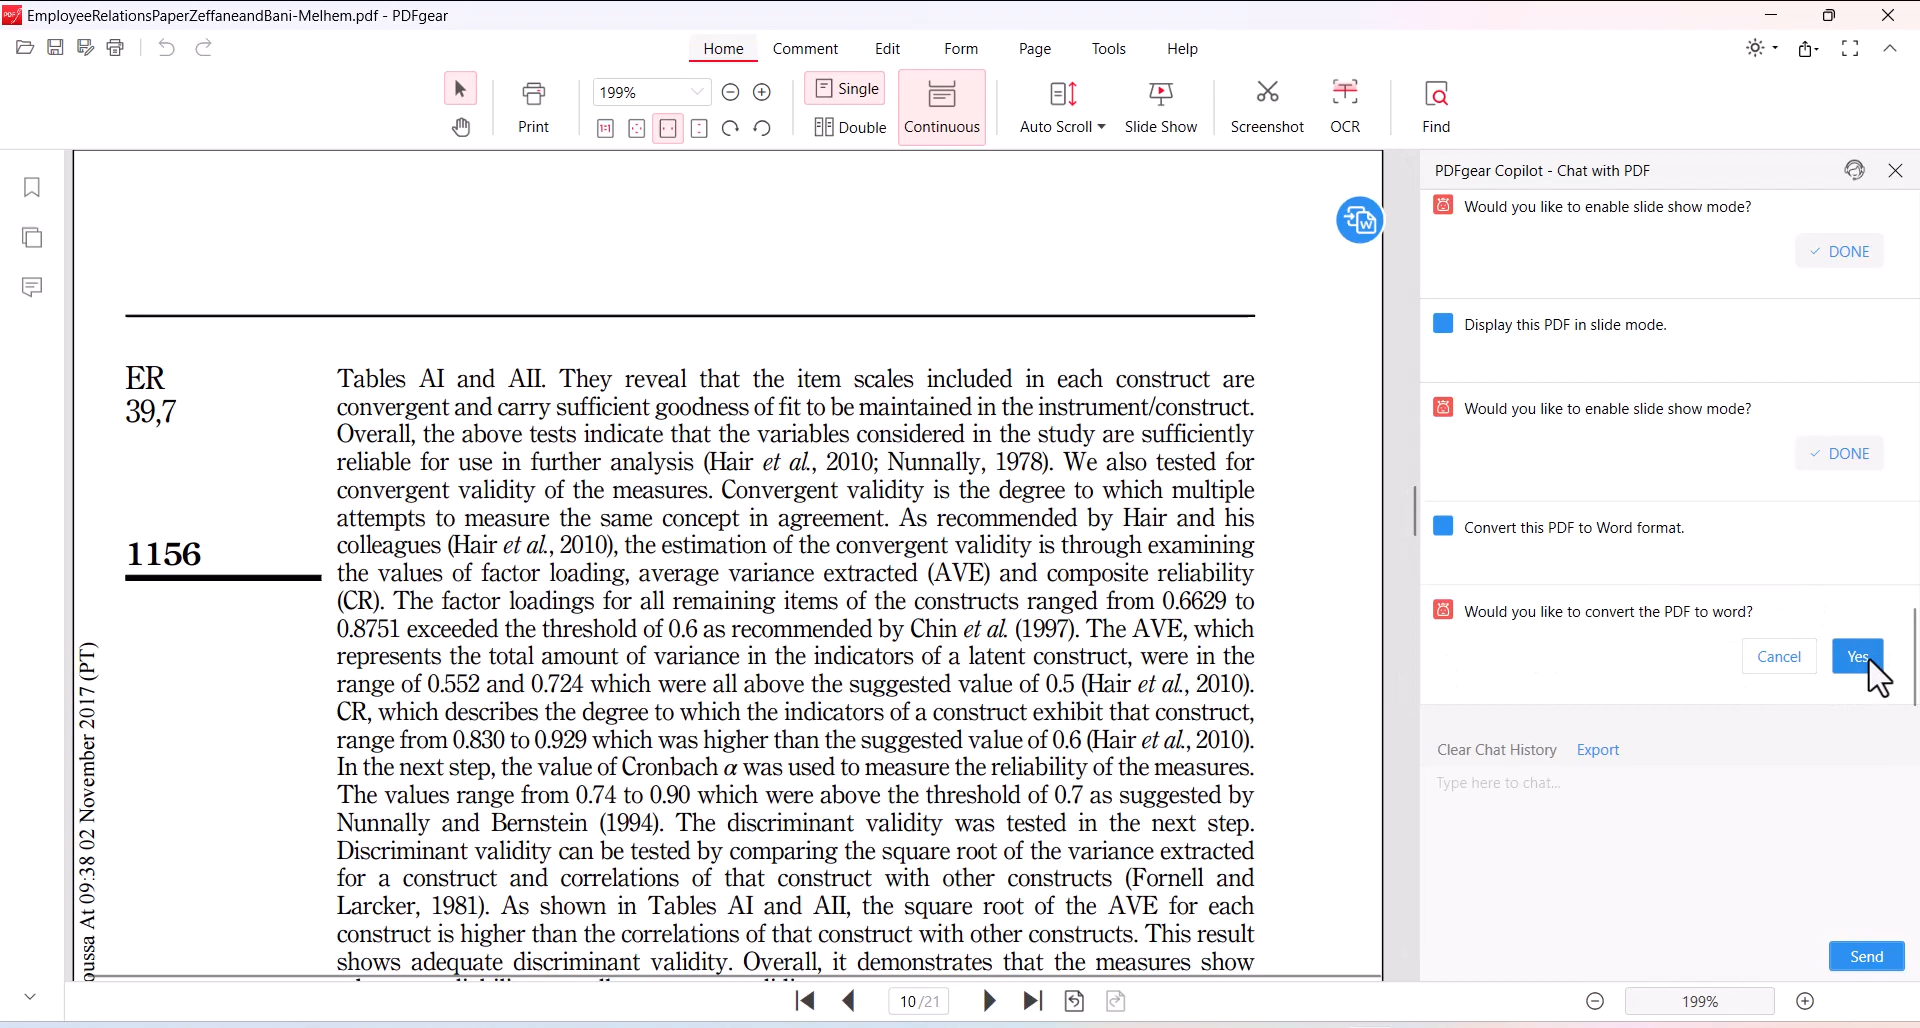 EmployeeRelationsPaperZeffaneandBani-Melhem.pdf - PDFgear
Home Comment Edit Form Page Tools Help
199%
1:1
Print
Single
Double
Continuous
Auto Scroll
Slide Show
Screenshot
OCR
Find
ER
39,7
1156
oussa At 09:38 02 November 2017 (PT)
Tables AI and AII. They reveal that the item scales included in each construct are
convergent and carry sufficient goodness of fit to be maintained in the instrument/construct.
Overall, the above tests indicate that the variables considered in the study are sufficiently
reliable for use in further analysis (Hair et al., 2010; Nunnally, 1978). We also tested for
convergent validity of the measures. Convergent validity is the degree to which multiple
attempts to measure the same concept in agreement. As recommended by Hair and his
colleagues (Hair et al., 2010), the estimation of the convergent validity is through examining
the values of factor loading, average variance extracted (AVE) and composite reliability
(CR). The factor loadings for all remaining items of the constructs ranged from 0.6629 to
0.8751 exceeded the threshold of 0.6 as recommended by Chin et al. (1997). The AVE, which
represents the total amount of variance in the indicators of a latent construct, were in the
range of 0.552 and 0.724 which were all above the suggested value of 0.5 (Hair et al., 2010).
CR, which describes the degree to which the indicators of a construct exhibit that construct,
range from 0.830 to 0.929 which was higher than the suggested value of 0.6 (Hair et al., 2010).
In the next step, the value of Cronbach α was used to measure the reliability of the measures.
The values range from 0.74 to 0.90 which were above the threshold of 0.7 as suggested by
Nunnally and Bernstein (1994). The discriminant validity was tested in the next step.
Discriminant validity can be tested by comparing the square root of the variance extracted
for a construct and correlations of that construct with other constructs (Fornell and
Larcker, 1981). As shown in Tables AI and AII, the square root of the AVE for each
construct is higher than the correlations of that construct with other constructs. This result
shows adequate discriminant validity. Overall, it demonstrates that the measures show
PDFgear Copilot - Chat with PDF
Would you like to enable slide show mode?
DONE
Display this PDF in slide mode.
Would you like to enable slide show mode?
DONE
Convert this PDF to Word format.
Would you like to convert the PDF to word?
Cancel Yes
Clear Chat History Export
Type here to chat...
Send
10 /21
199%